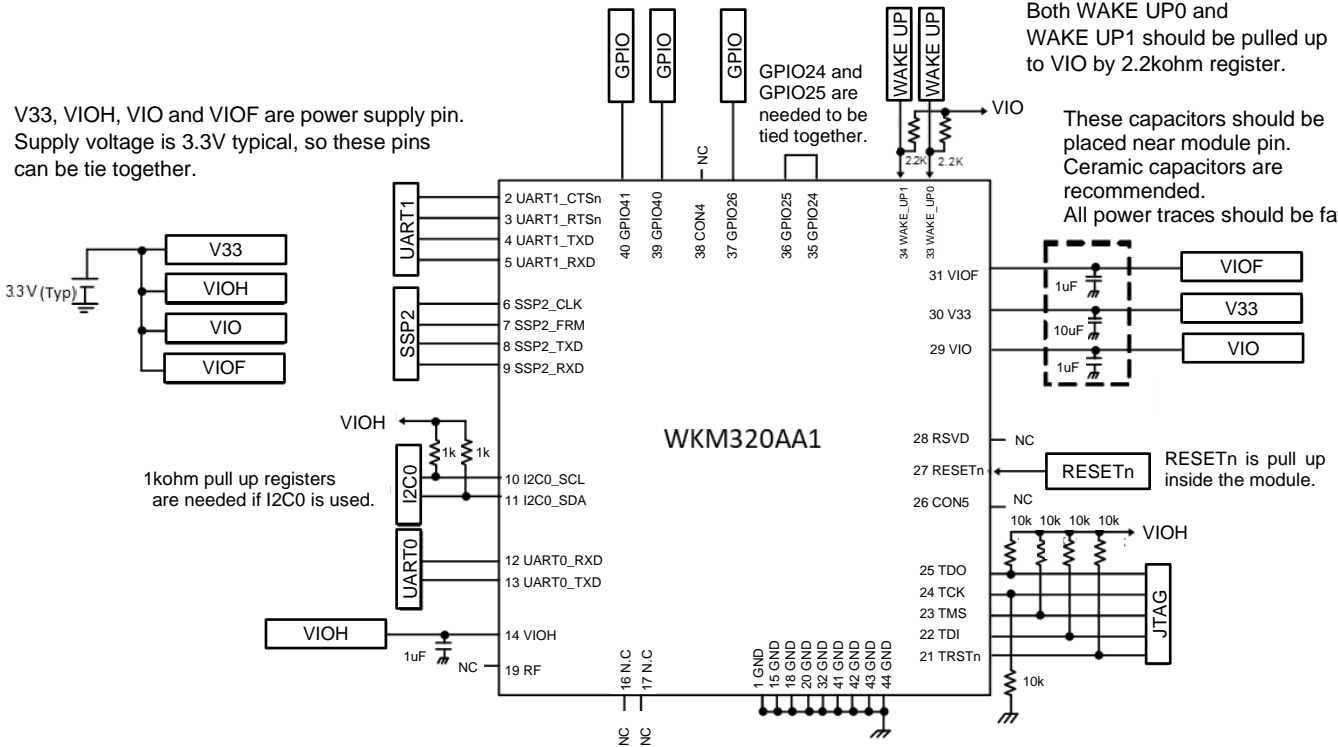 V33, VIOH, VIO and VIOF are power supply pin.
Supply voltage is 3.3V typical, so these pins
can be tie together.
3.3 V (Typ)
V33
VIOH
VIO
VIOF
GPIO
GPIO
GPIO
GPIO24 and
GPIO25 are
needed to be
tied together.
WAKE UP
WAKE UP
Both WAKE UP0 and
WAKE UP1 should be pulled up
to VIO by 2.2kohm register.
VIO
2.2K
2.2K
These capacitors should be
placed near module pin.
Ceramic capacitors are
recommended.
All power traces should be fa
NC
40 GPIO41
39 GPIO40
38 CON4
37 GPIO26
36 GPIO25
35 GPIO24
34 WAKE_UP1
33 WAKE_UP0
UART1
2 UART1_CTSn
3 UART1_RTSn
4 UART1_TXD
5 UART1_RXD
SSP2
6 SSP2_CLK
7 SSP2_FRM
8 SSP2_TXD
9 SSP2_RXD
VIOH
1k
1k
1kohm pull up registers
are needed if I2C0 is used.
I2C0
10 I2C0_SCL
11 I2C0_SDA
UART0
12 UART0_RXD
13 UART0_TXD
VIOH
1uF
14 VIOH
NC
19 RF
WKM320AA1
31 VIOF
1uF
VIOF
30 V33
10uF
V33
29 VIO
1uF
VIO
28 RSVD
NC
27 RESETn
RESETn
RESETn is pull up
inside the module.
26 CON5
NC
10k
10k
10k
10k
VIOH
25 TDO
24 TCK
23 TMS
22 TDI
21 TRSTn
JTAG
10k
16 N.C
17 N.C
NC
NC
1 GND
15 GND
18 GND
20 GND
32 GND
41 GND
42 GND
43 GND
44 GND